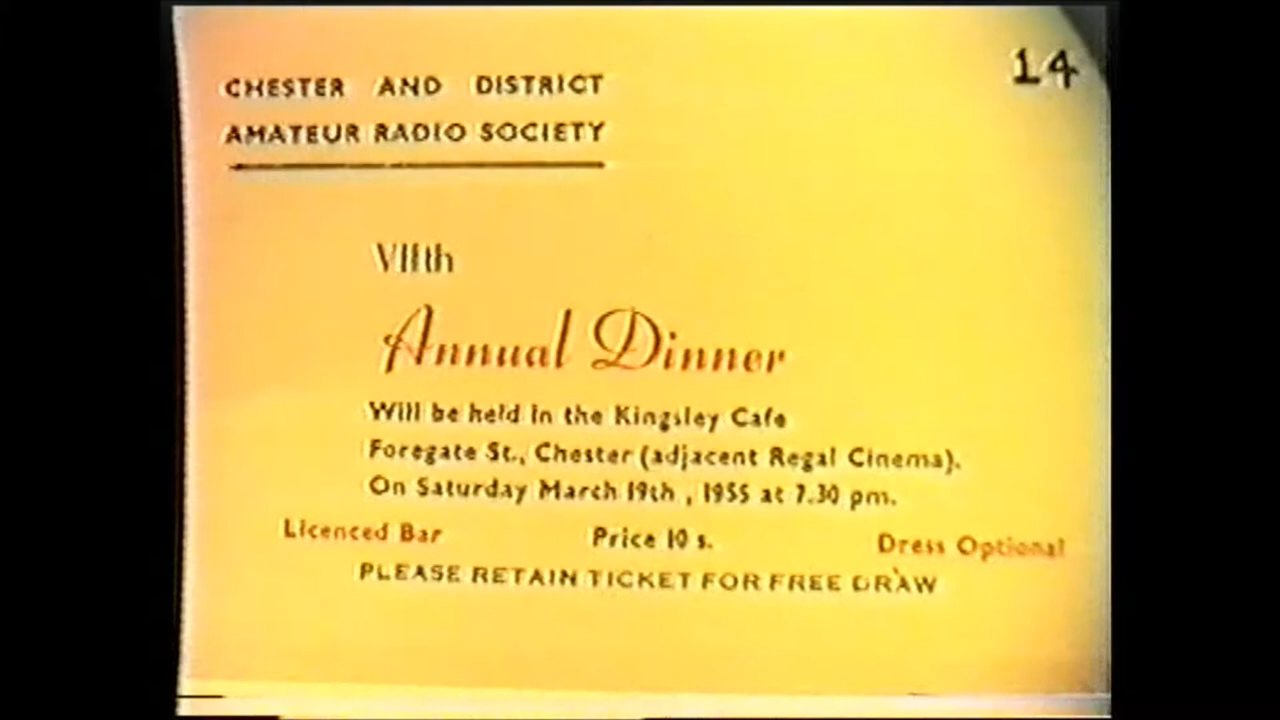 14
CHESTER AND DISTRICT
AMATEUR RADIO SOCIETY
VIIth
Annual Dinner
Will be held in the Kingsley Cafe
Foregate St., Chester (adjacent Regal Cinema).
On Saturday March 19th , 1955 at 7.30 pm.
Licenced Bar Price 10 s. Dress Optional
PLEASE RETAIN TICKET FOR FREE DRAW